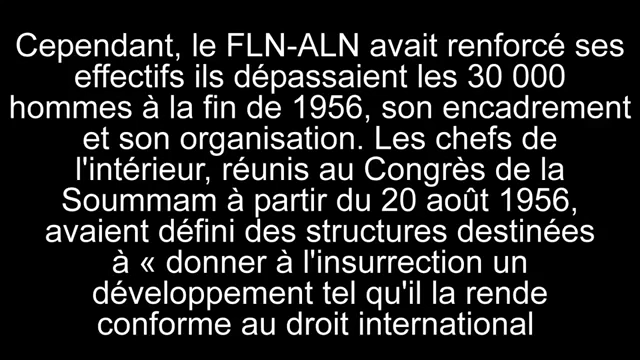 Cependant, le FLN-ALN avait renforcé ses
effectifs ils dépassaient les 30 000
hommes à la fin de 1956, son encadrement
et son organisation. Les chefs de
l'intérieur, réunis au Congrès de la
Soummam à partir du 20 août 1956,
avaient défini des structures destinées
à « donner à l'insurrection un
développement tel qu'il la rende
conforme au droit international